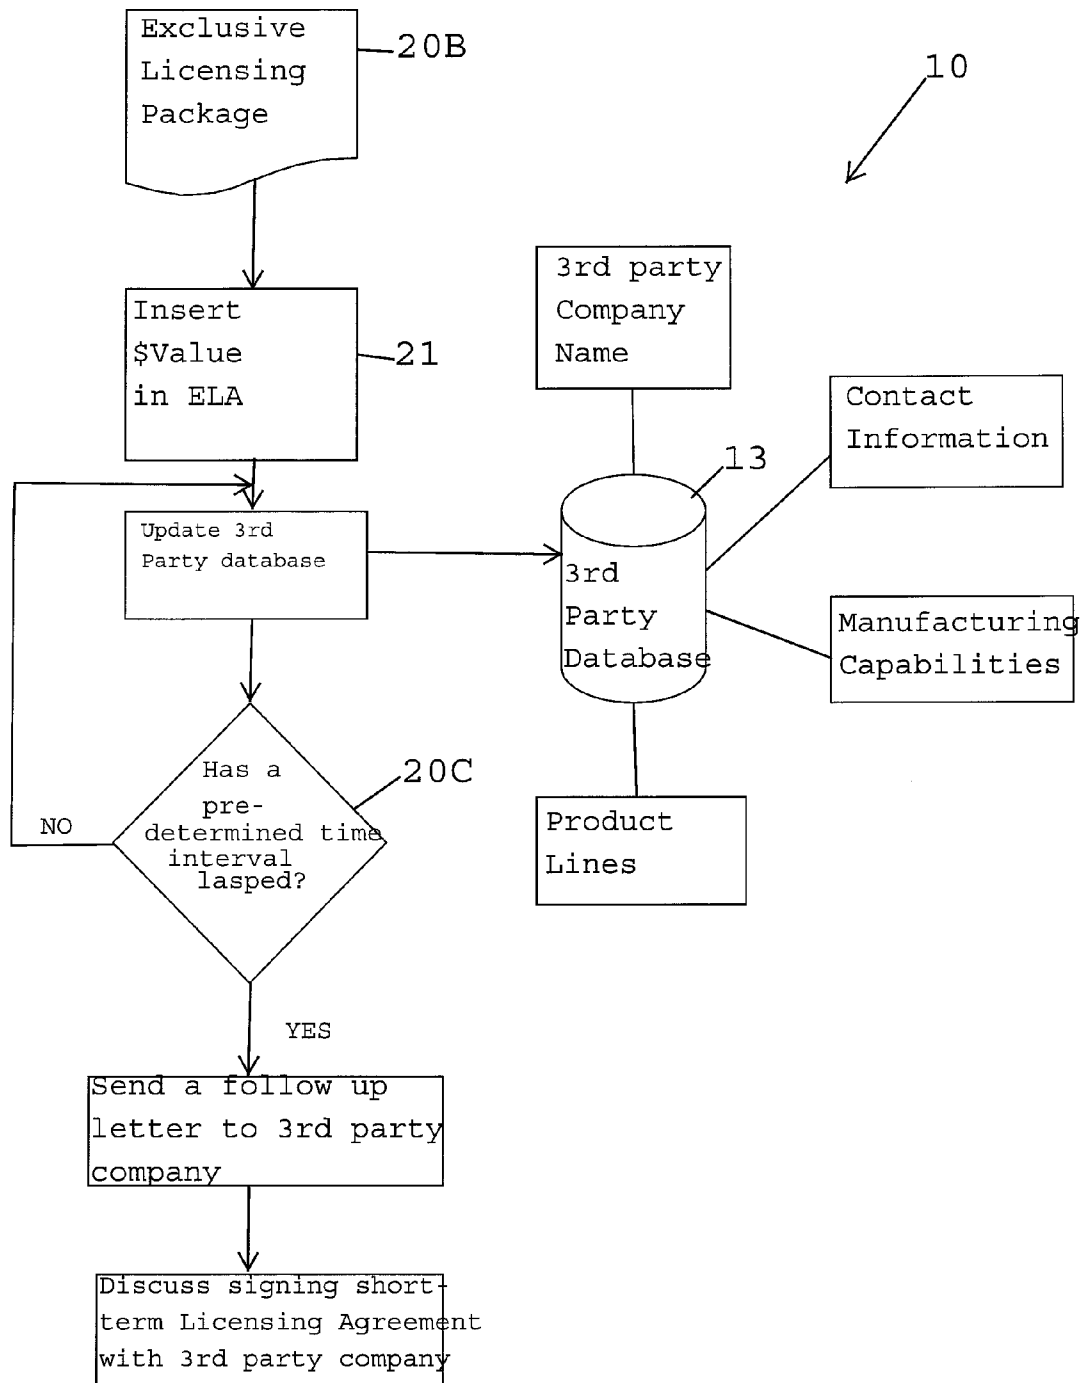 Exclusive
Licensing
Package
20B
10
Insert
$Value
in ELA
21
3rd party
Company
Name
Contact
Information
13
Update 3rd
Party database
3rd
Party
Database
Manufacturing
Capabilities
Has a
pre-
determined time
interval
lasped?
20C
NO
Product
Lines
YES
Send a follow up
letter to 3rd party
company
Discuss signing short-
term Licensing Agreement
with 3rd party company